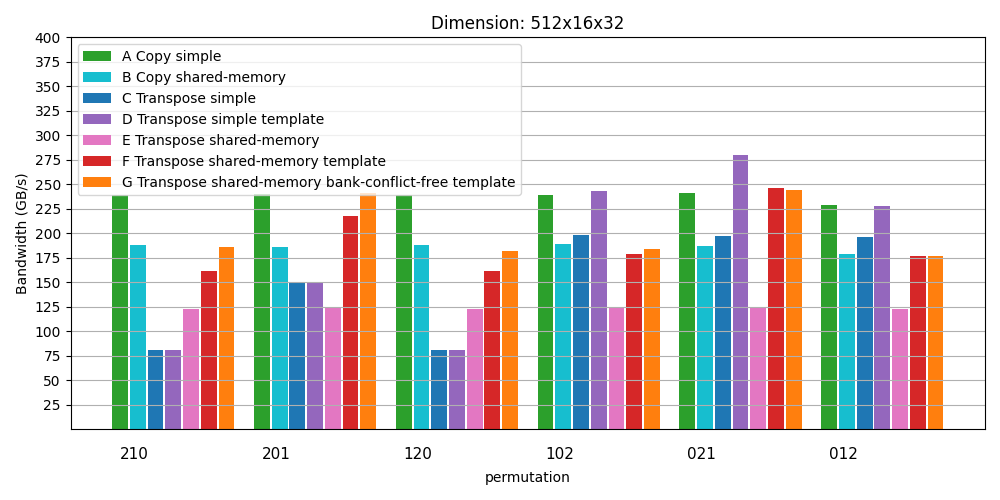 Dimension: 512x16x32
400
375
350
325
300
275
250
225
200
175
150
125
100
75
50
25
Bandwidth (GB/s)
A Copy simple
B Copy shared-memory
C Transpose simple
D Transpose simple template
E Transpose shared-memory
F Transpose shared-memory template
G Transpose shared-memory bank-conflict-free template
210 201 120 102 021 012
permutation